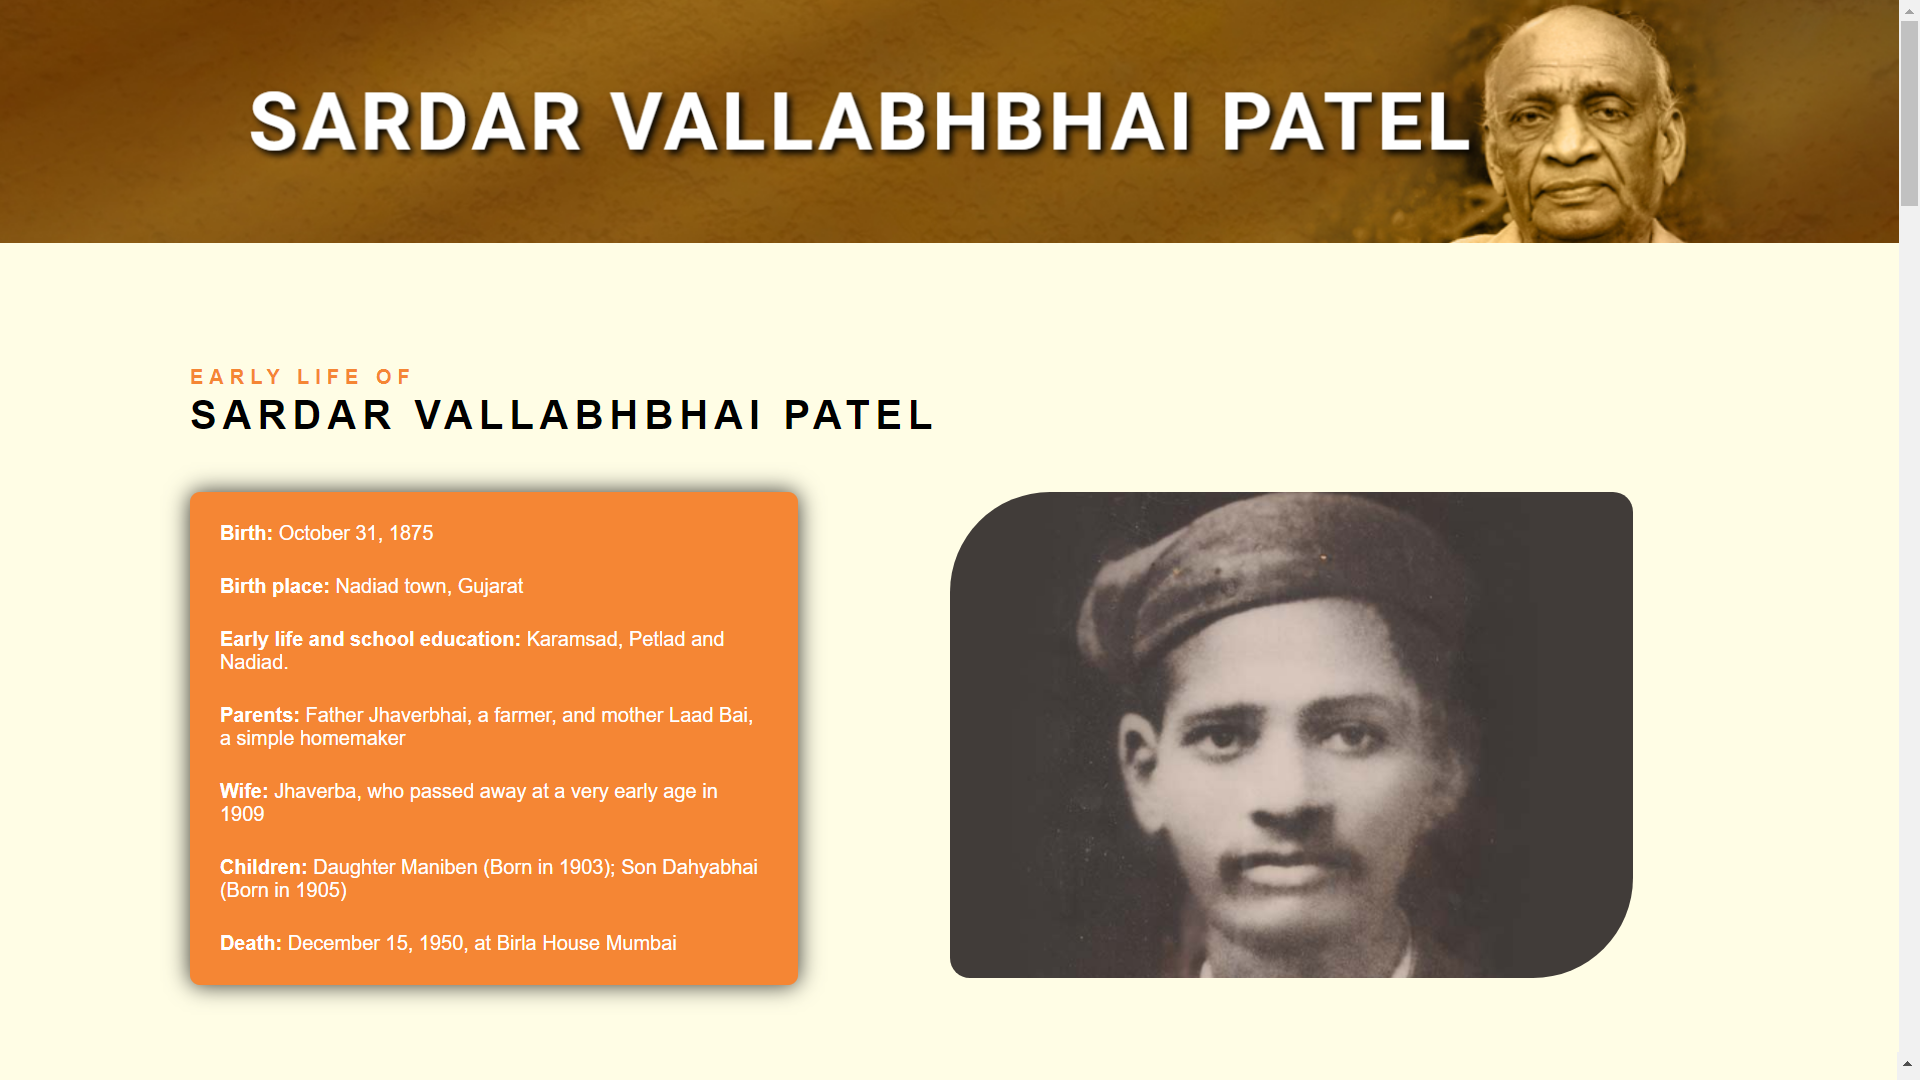 SARDAR VALLABHBHAI PATEL
EARLY LIFE OF
SARDAR VALLABHBHAI PATEL
Birth: October 31, 1875
Birth place: Nadiad town, Gujarat
Early life and school education: Karamsad, Petlad and
Nadiad.
Parents: Father Jhaverbhai, a farmer, and mother Laad Bai,
a simple homemaker
Wife: Jhaverba, who passed away at a very early age in
1909
Children: Daughter Maniben (Born in 1903); Son Dahyabhai
(Born in 1905)
Death: December 15, 1950, at Birla House Mumbai